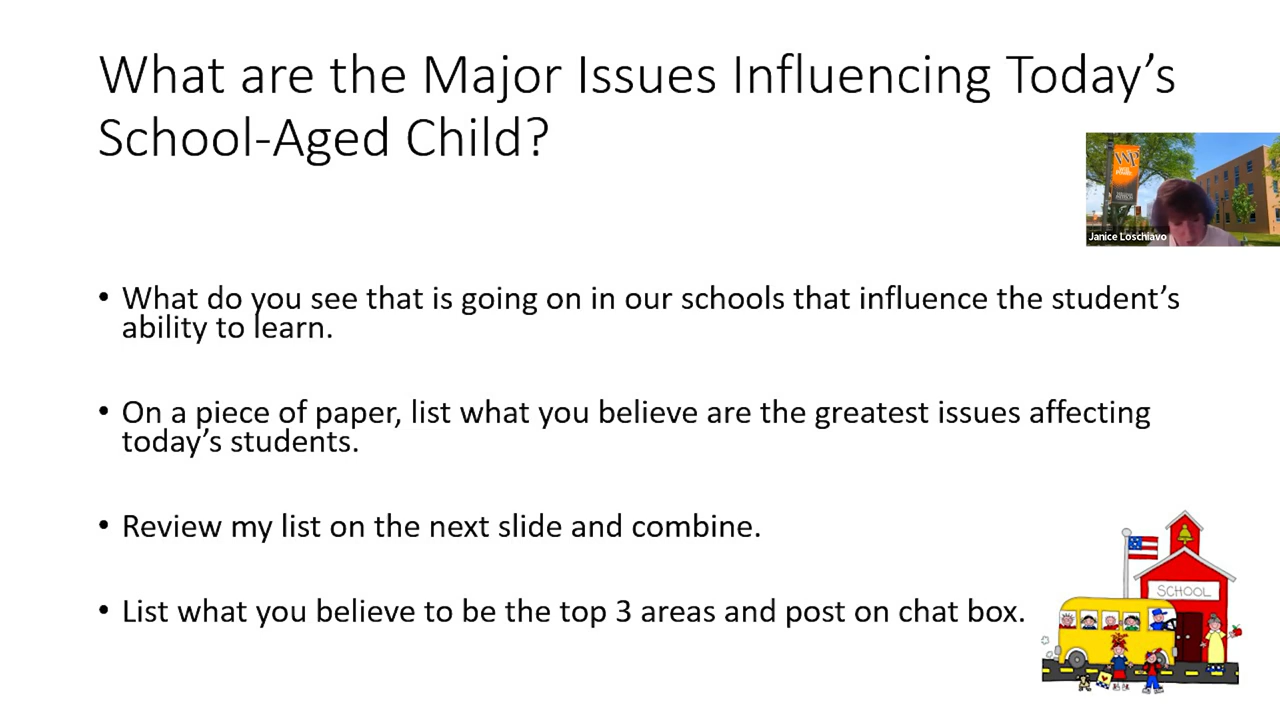 What are the Major Issues Influencing Today's
School-Aged Child?
WP
Janice Loschiavo
• What do you see that is going on in our schools that influence the student's
ability to learn.
• On a piece of paper, list what you believe are the greatest issues affecting
today's students.
• Review my list on the next slide and combine.
SCHOOL
• List what you believe to be the top 3 areas and post on chat box.